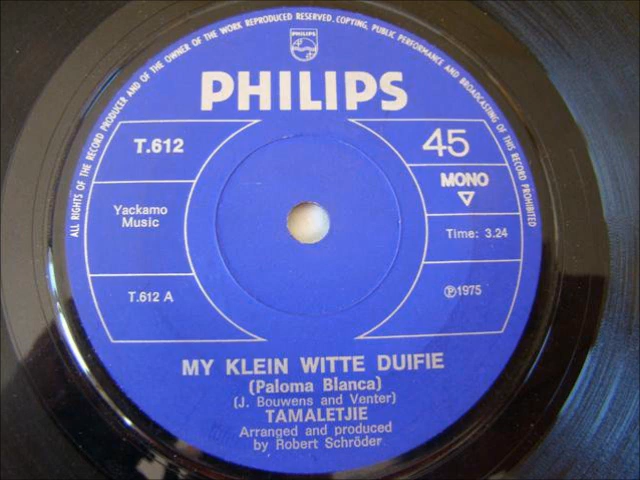 ALL RIGHTS OF THE RECORD PRODUCER AND OF THE OWNER OF THE WORK REPRODUCED RESERVED. COPYING, PUBLIC PERFORMANCE AND BROADCASTING OF THIS RECORD PROHIBITED
PHILIPS
T.612
45
MONO
Yackamo
Music
Time: 3.24
T.612 A
Ⓟ1975
MY KLEIN WITTE DUIFIE
(Paloma Blanca)
(J. Bouwens and Venter)
TAMALETJIE
Arranged and produced
by Robert Schröder